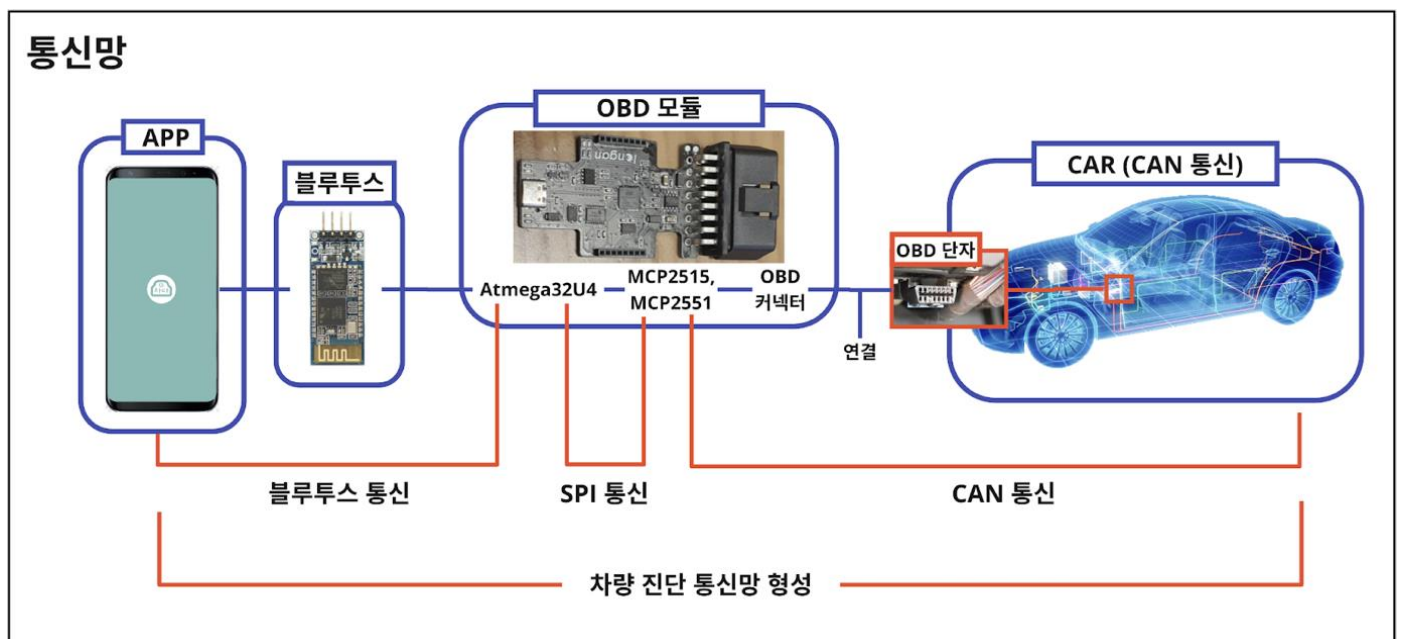 통신망
APP
블루투스
OBD 모듈
longan
CAR (CAN 통신)
OBD 단자
Atmega32U4
MCP2515,
MCP2551
OBD
커넥터
연결
블루투스 통신
SPI 통신
CAN 통신
차량 진단 통신망 형성